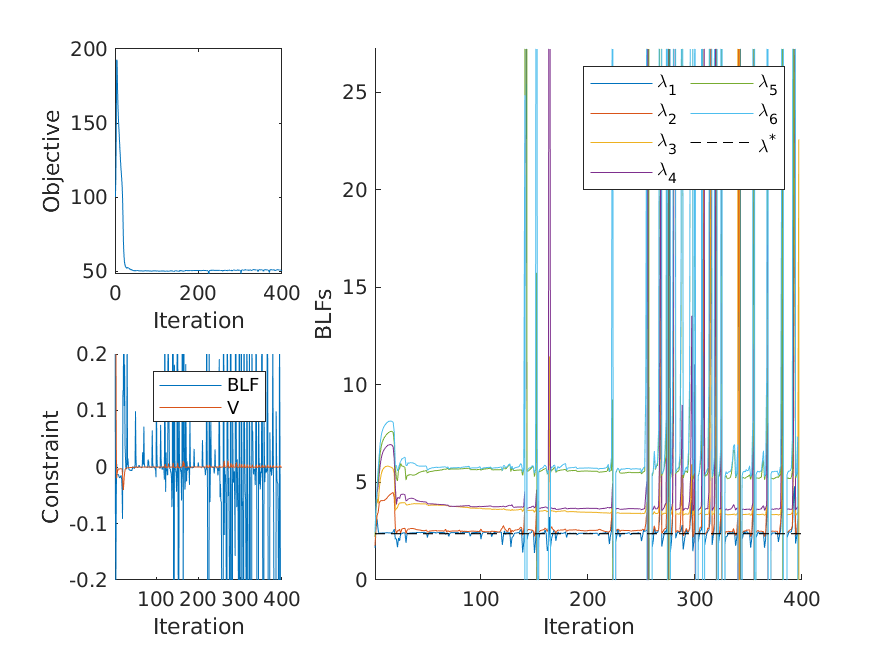 200
150
100
50
0
200
400
Iteration
Objective
0.2
0.1
0
-0.1
-0.2
100
200
300
400
Iteration
Constraint
BLF
V
25
20
15
10
5
0
100
200
300
400
Iteration
BLFs
λ1 λ5
λ2 λ6
λ3 λ*
λ4